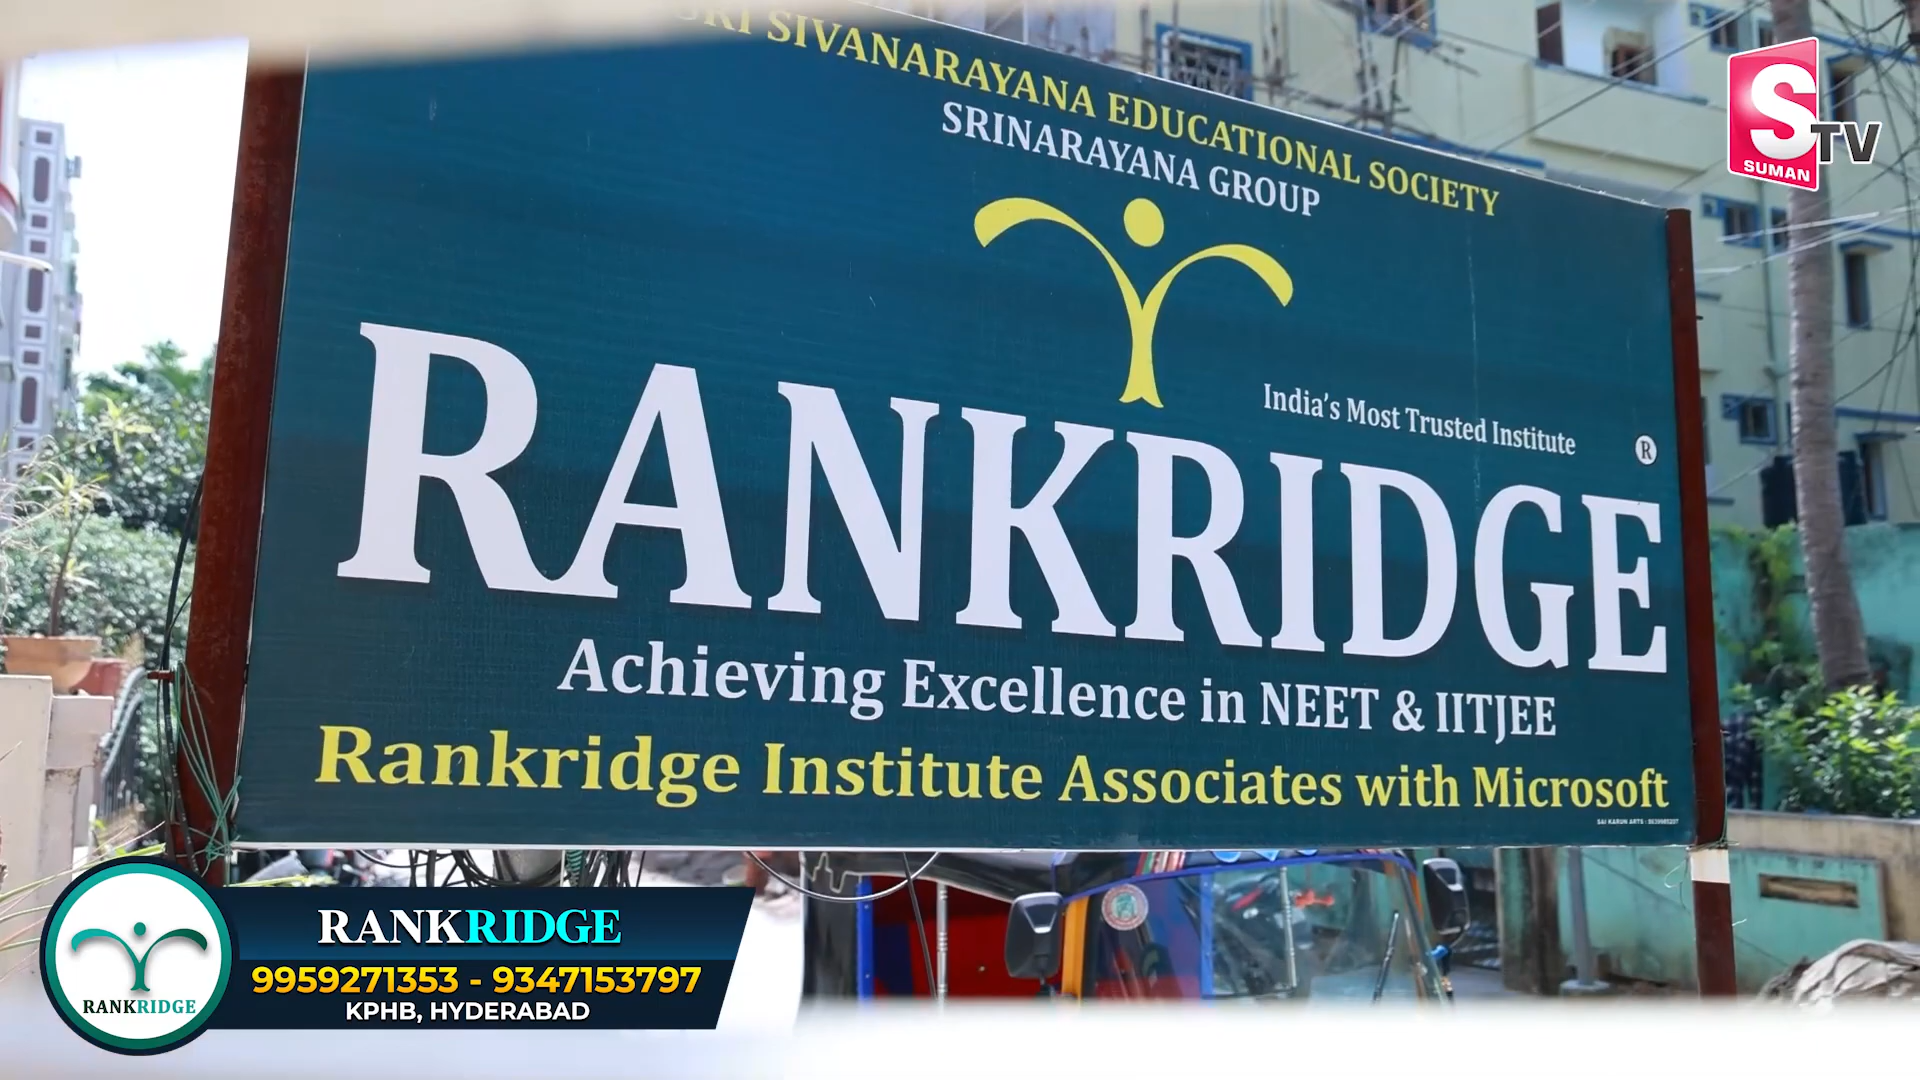 SRI SIVANARAYANA EDUCATIONAL SOCIETY
SRINARAYANA GROUP
India's Most Trusted Institute
®
RANKRIDGE
Achieving Excellence in NEET & IITJEE
Rankridge Institute Associates with Microsoft
S TV
SUMAN
RANKRIDGE
RANKRIDGE
9959271353 - 9347153797
KPHB, HYDERABAD